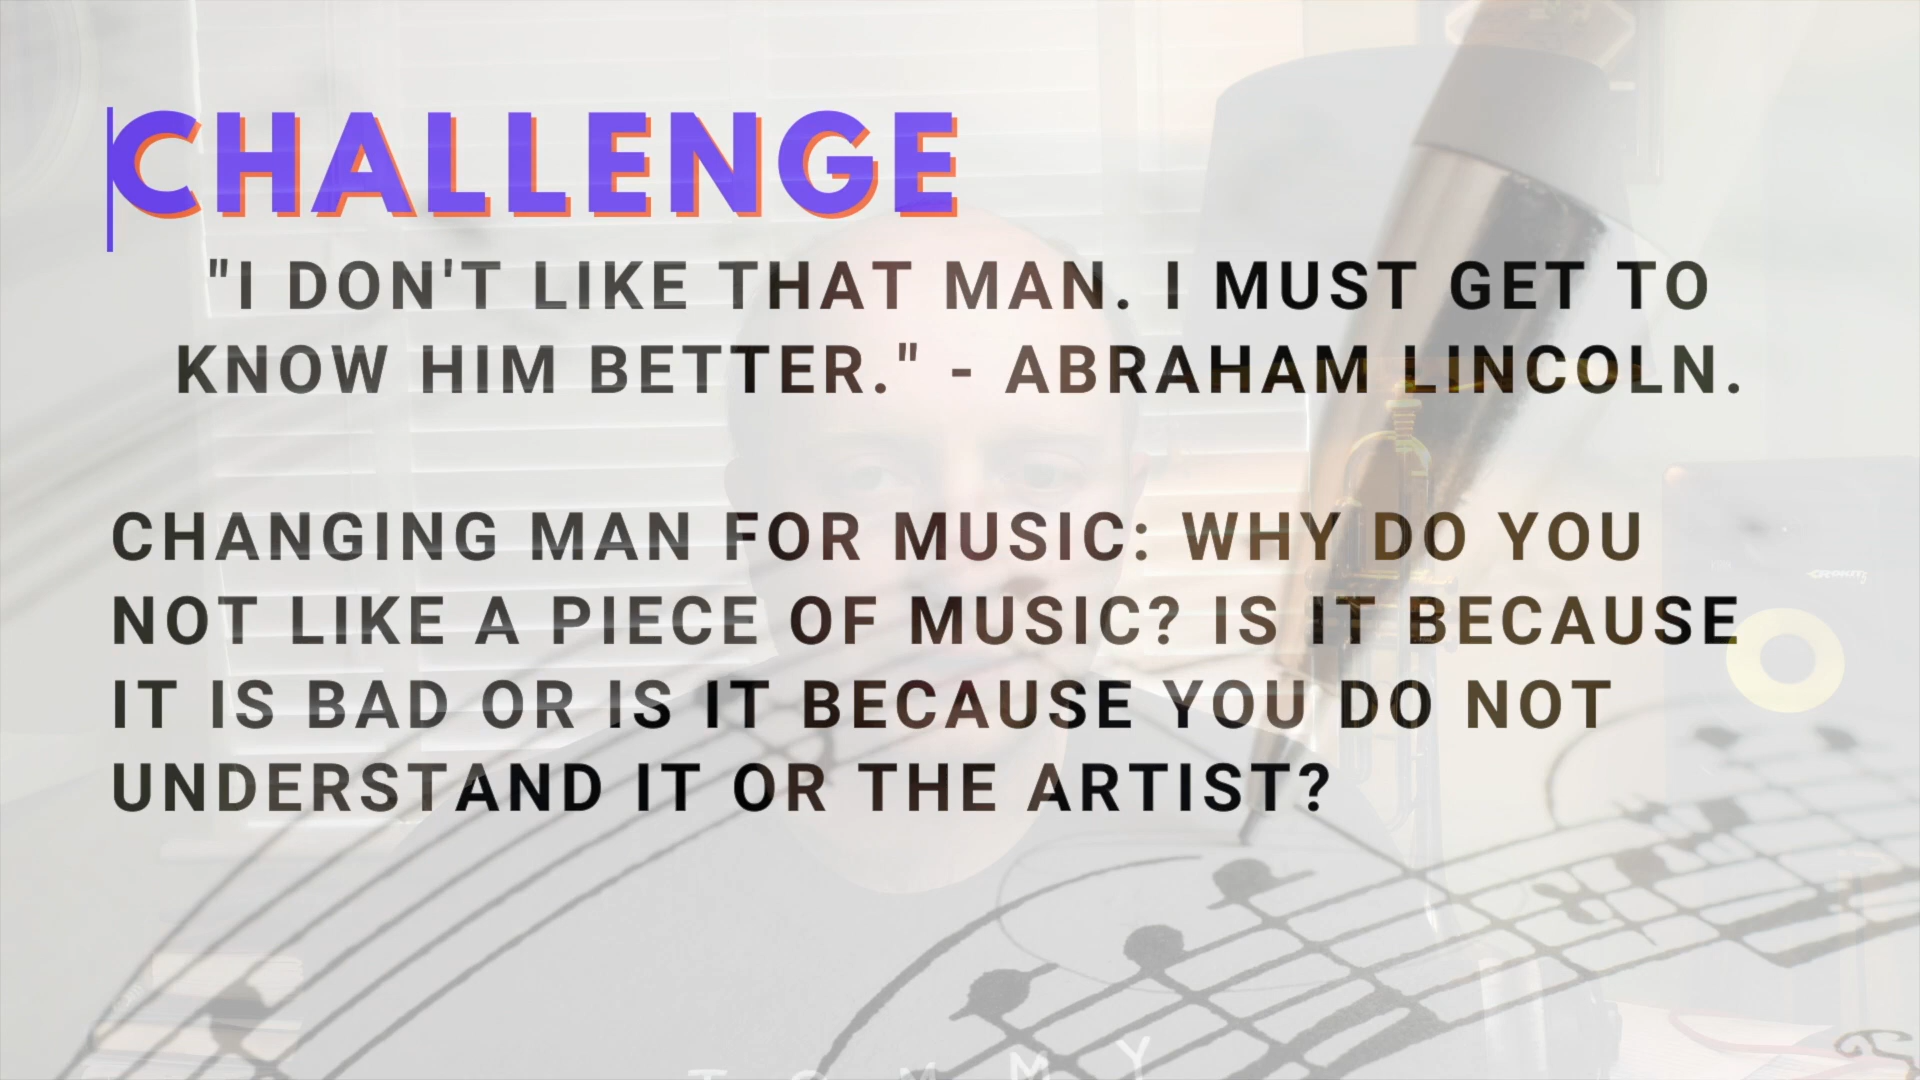 CHALLENGE
"I DON'T LIKE THAT MAN. I MUST GET TO
KNOW HIM BETTER." - ABRAHAM LINCOLN.
CHANGING MAN FOR MUSIC: WHY DO YOU
NOT LIKE A PIECE OF MUSIC? IS IT BECAUSE
IT IS BAD OR IS IT BECAUSE YOU DO NOT
UNDERSTAND IT OR THE ARTIST?
TOMMY